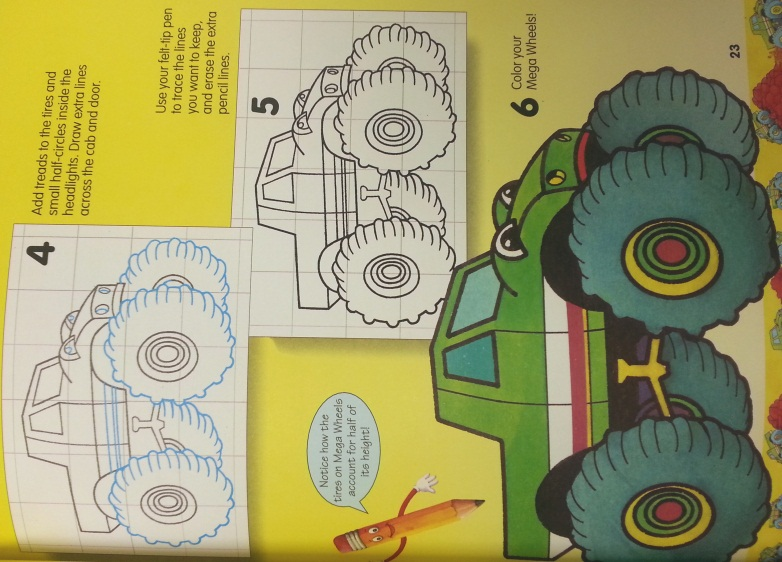 4
Add treads to the tires and
small half-circles inside the
headlights. Draw extra lines
across the cab and door.
5
Use your felt-tip pen
to trace the lines
you want to keep,
and erase the extra
pencil lines.
Notice how the
tires on Mega Wheels
account for half of
its height!
6
Color your
Mega Wheels!
23